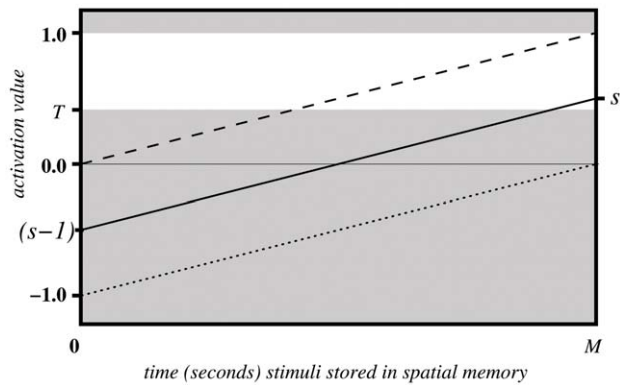 1.0
activation value
T
s
0.0
(s−1)
−1.0
0
M
time (seconds) stimuli stored in spatial memory